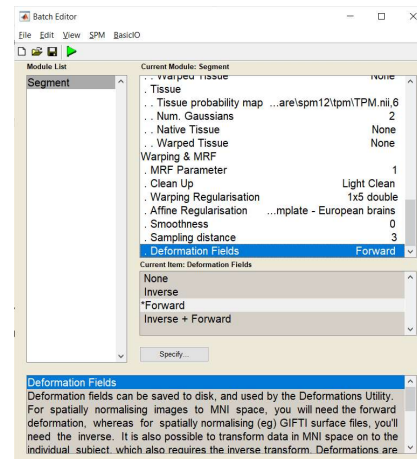 Batch Editor
File Edit View SPM BasicIO
Module List
Current Module: Segment
Segment
. . Warped Tissue None
. Tissue
. . Tissue probability map ...are\spm12\tpm\TPM.nii,6
. . Num. Gaussians 2
. . Native Tissue None
. . Warped Tissue None
Warping & MRF
. MRF Parameter 1
. Clean Up Light Clean
. Warping Regularisation 1x5 double
. Affine Regularisation ...mplate - European brains
. Smoothness 0
. Sampling distance 3
. Deformation Fields Forward
Current Item: Deformation Fields
None
Inverse
*Forward
Inverse + Forward
Specify...
Deformation Fields
Deformation fields can be saved to disk, and used by the Deformations Utility.
For spatially normalising images to MNI space, you will need the forward
deformation, whereas for spatially normalising (eg) GIFTI surface files, you'll
need the inverse. It is also possible to transform data in MNI space on to the
individual subject, which also requires the inverse transform. Deformations are